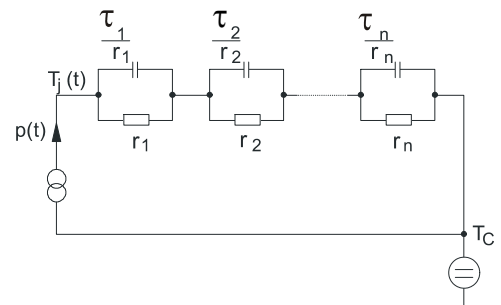 τ1 τ2 τn
r1 r2 rn
Tj (t)
p(t)
r1 r2 rn
TC